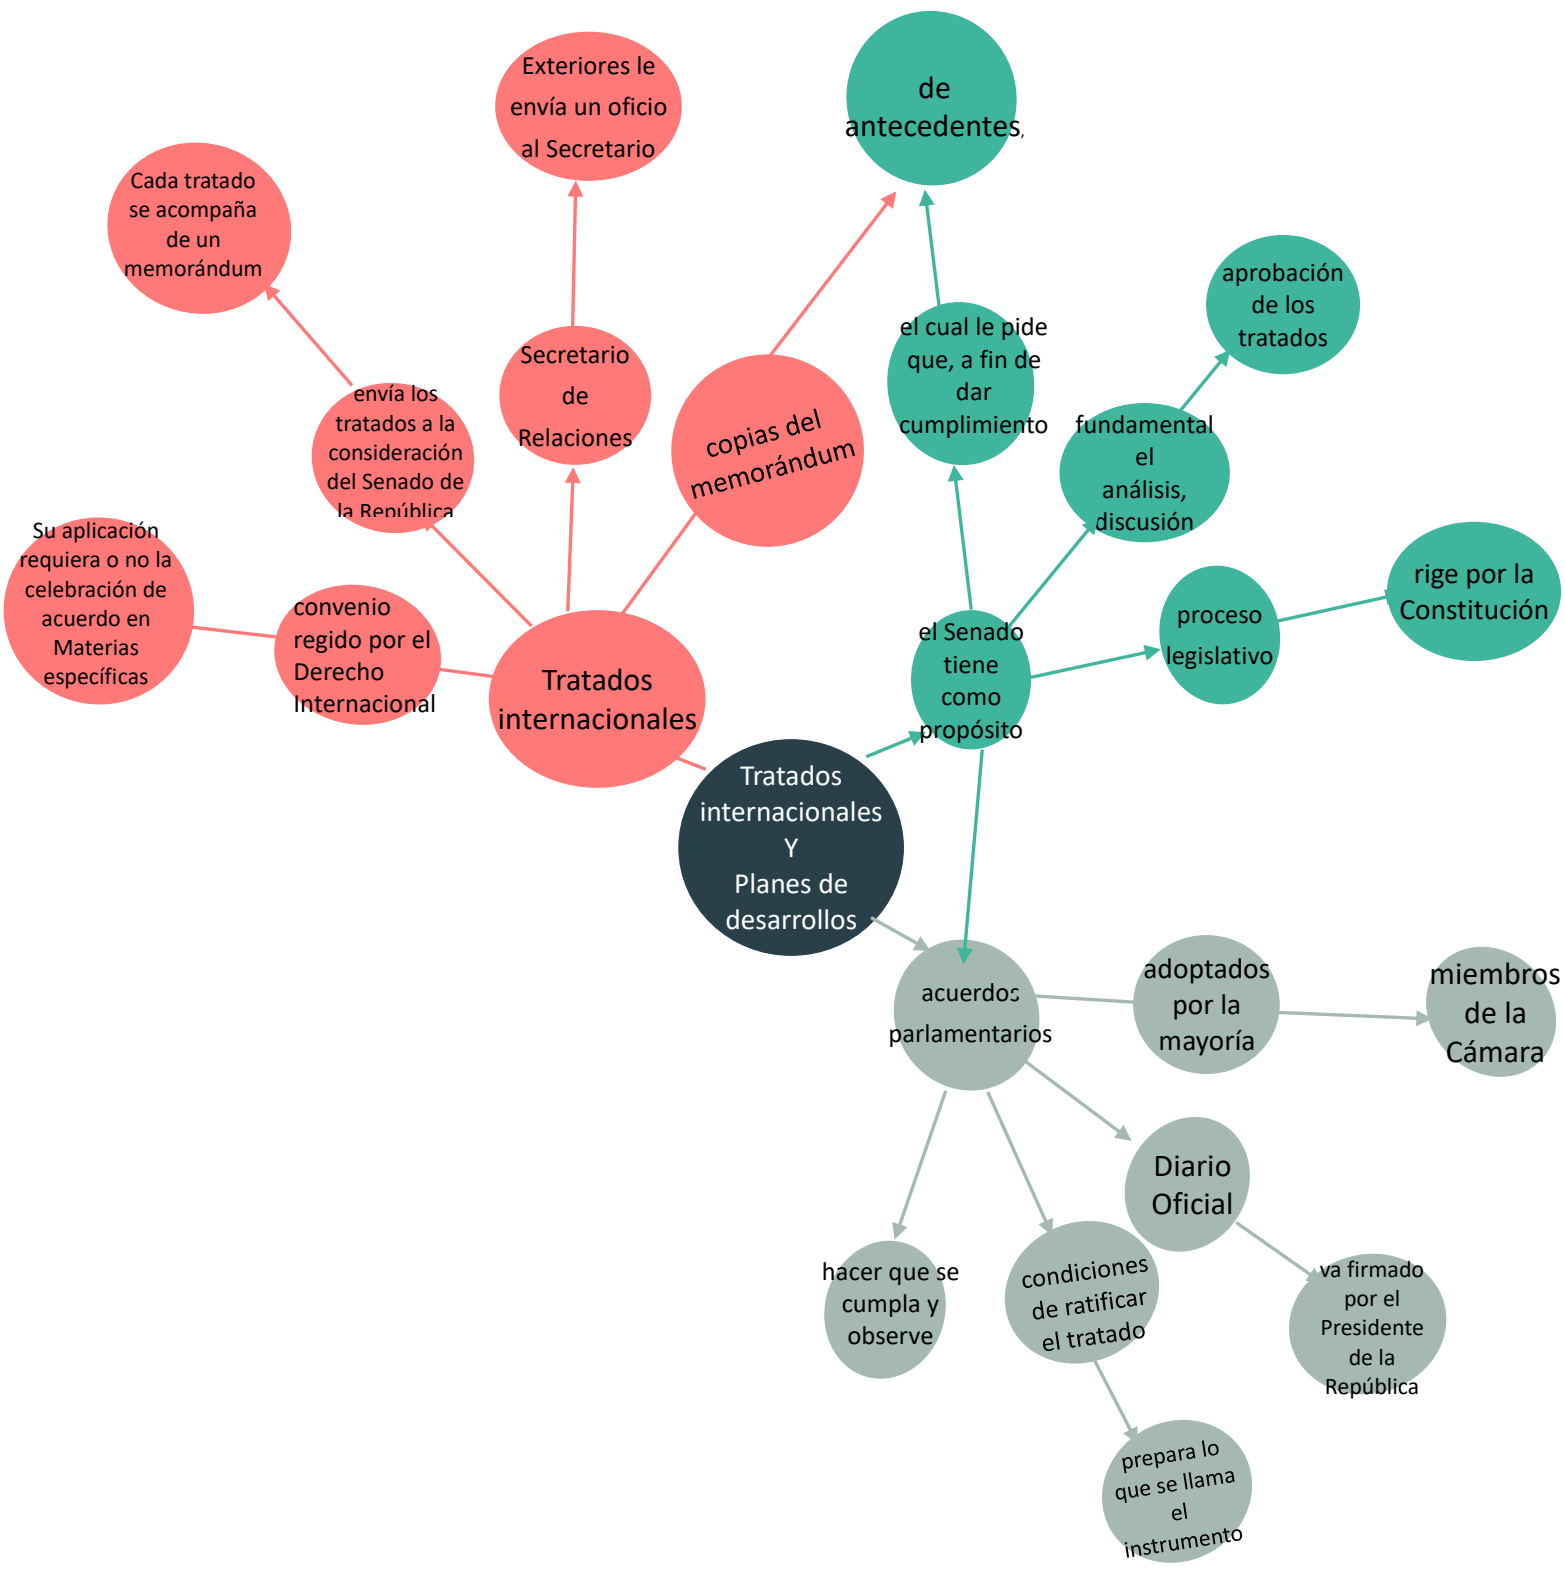 Exteriores le
envía un oficio
al Secretario
de
antecedentes,
Cada tratado
se acompaña
de un
memorándum
aprobación
de los
tratados
Secretario
de
Relaciones
el cual le pide
que, a fin de
dar
cumplimiento
envía los
tratados a la
consideración
del Senado de
la República
copias del
memorándum
fundamental
el
análisis,
discusión
Su aplicación
requiera o no la
celebración de
acuerdo en
Materias
específicas
convenio
regido por el
Derecho
Internacional
Tratados
internacionales
el Senado
tiene
como
propósito
proceso
legislativo
rige por la
Constitución
Tratados
internacionales
Y
Planes de
desarrollos
acuerdos
parlamentarios
adoptados
por la
mayoría
miembros
de la
Cámara
Diario
Oficial
hacer que se
cumpla y
observe
condiciones
de ratificar
el tratado
va firmado
por el
Presidente
de la
República
prepara lo
que se llama
el
instrumento